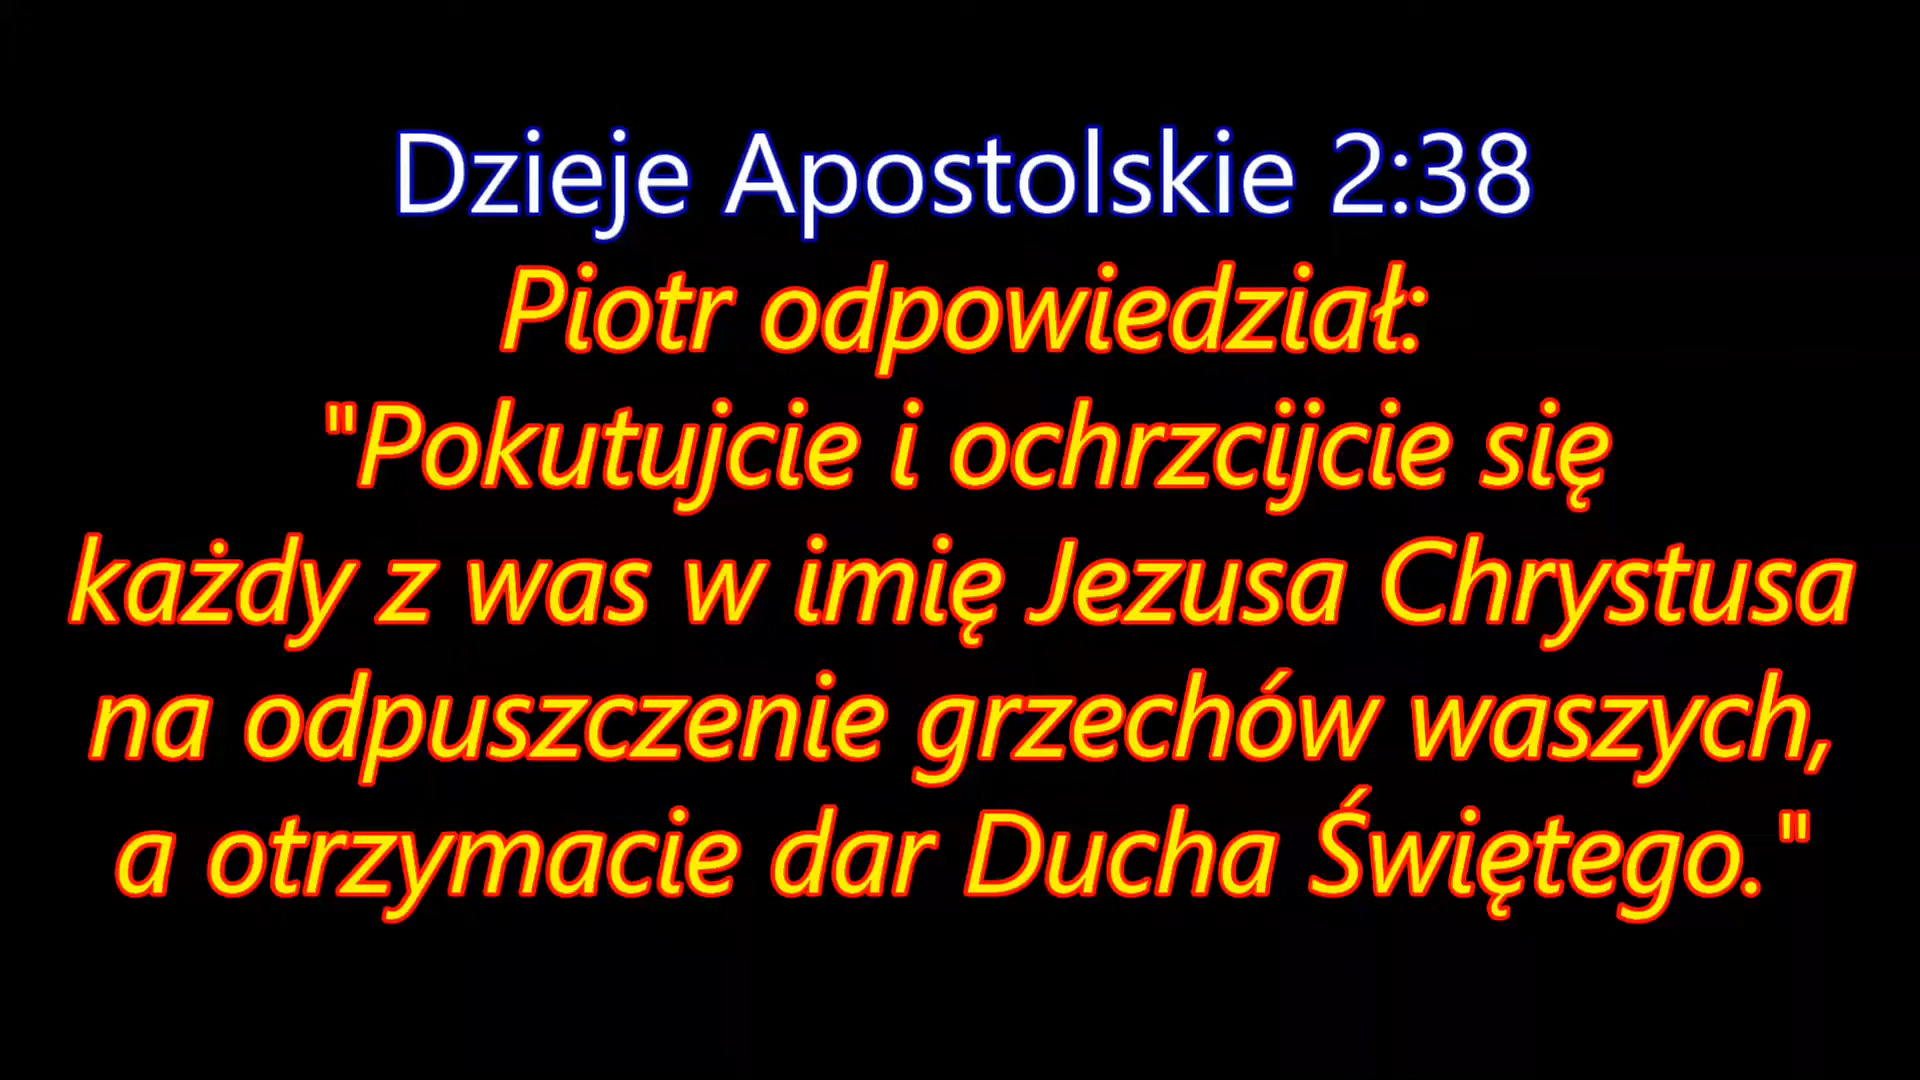 Dzieje Apostolskie 2:38
Piotr odpowiedział:
"Pokutujcie i ochrzcijcie się
każdy z was w imię Jezusa Chrystusa
na odpuszczenie grzechów waszych,
a otrzymacie dar Ducha Świętego."